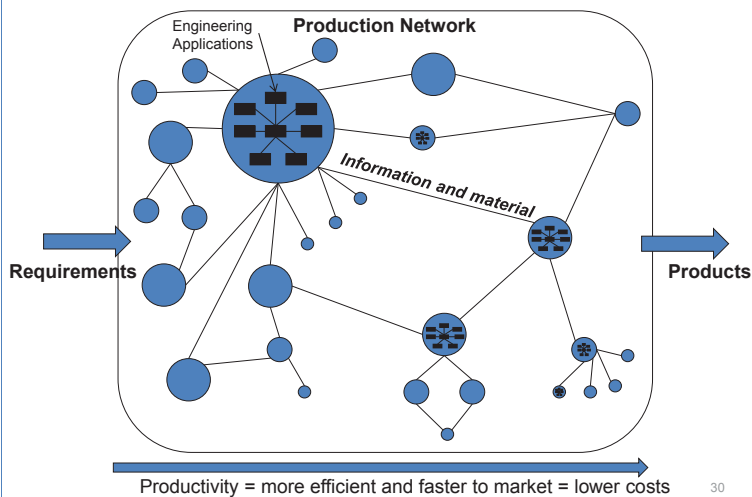 Engineering
Applications
Production Network
Information and material
Requirements
Products
Productivity = more efficient and faster to market = lower costs
30